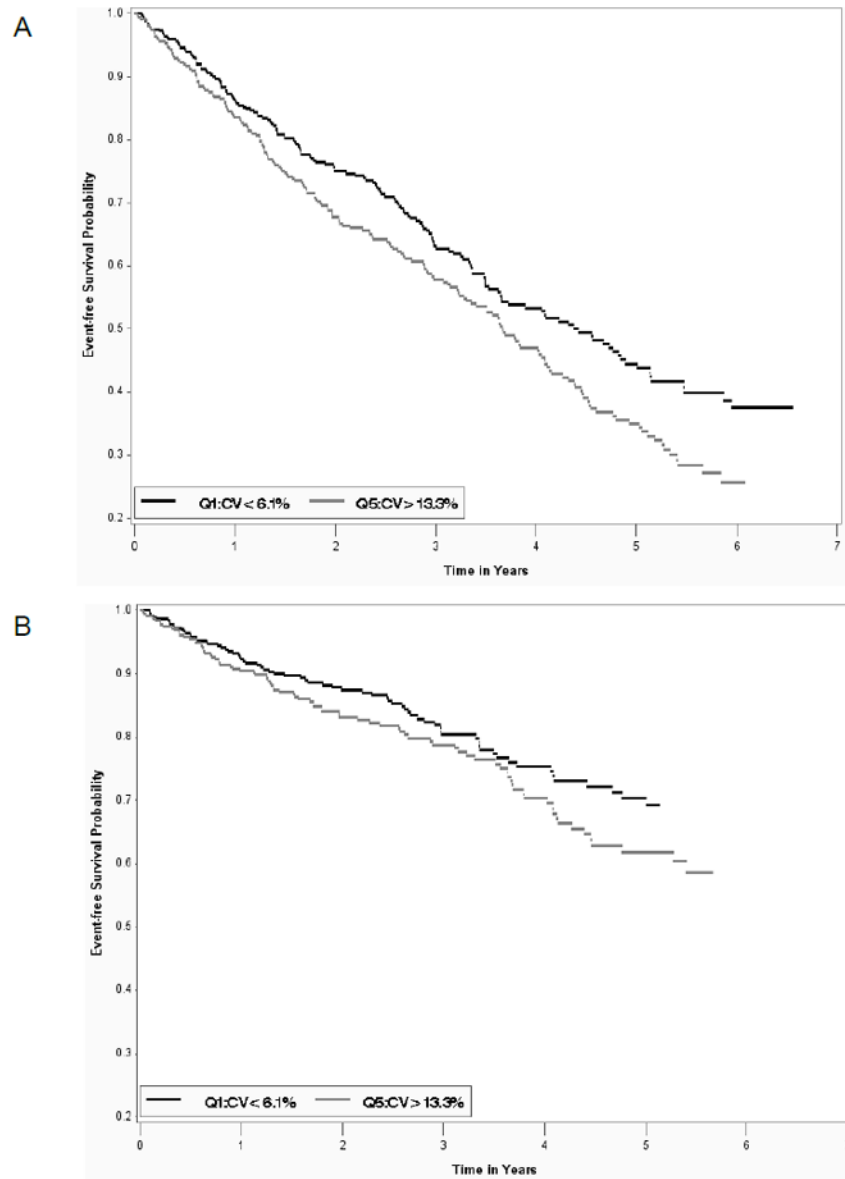 A
1.0
0.9
0.8
0.7
0.6
0.5
0.4
0.3
0.2
Event-free Survival Probability
Q1:CV < 6.1% Q5:CV > 13.3%
0 1 2 3 4 5 6 7
Time in Years
B
1.0
0.9
0.8
0.7
0.6
0.5
0.4
0.3
0.2
Event-free Survival Probability
Q1:CV < 6.1% Q5:CV > 13.3%
0 1 2 3 4 5 6
Time in Years